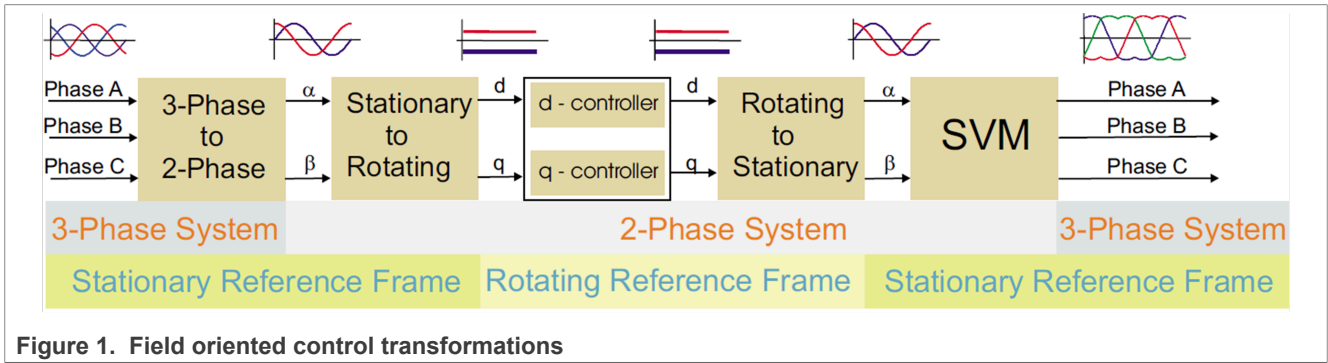 Phase A
Phase B
Phase C
3-Phase
to
2-Phase
α
β
Stationary
to
Rotating
d
q
d - controller
q - controller
d
q
Rotating
to
Stationary
α
β
SVM
Phase A
Phase B
Phase C
3-Phase System
2-Phase System
3-Phase System
Stationary Reference Frame
Rotating Reference Frame
Stationary Reference Frame
Figure 1. Field oriented control transformations